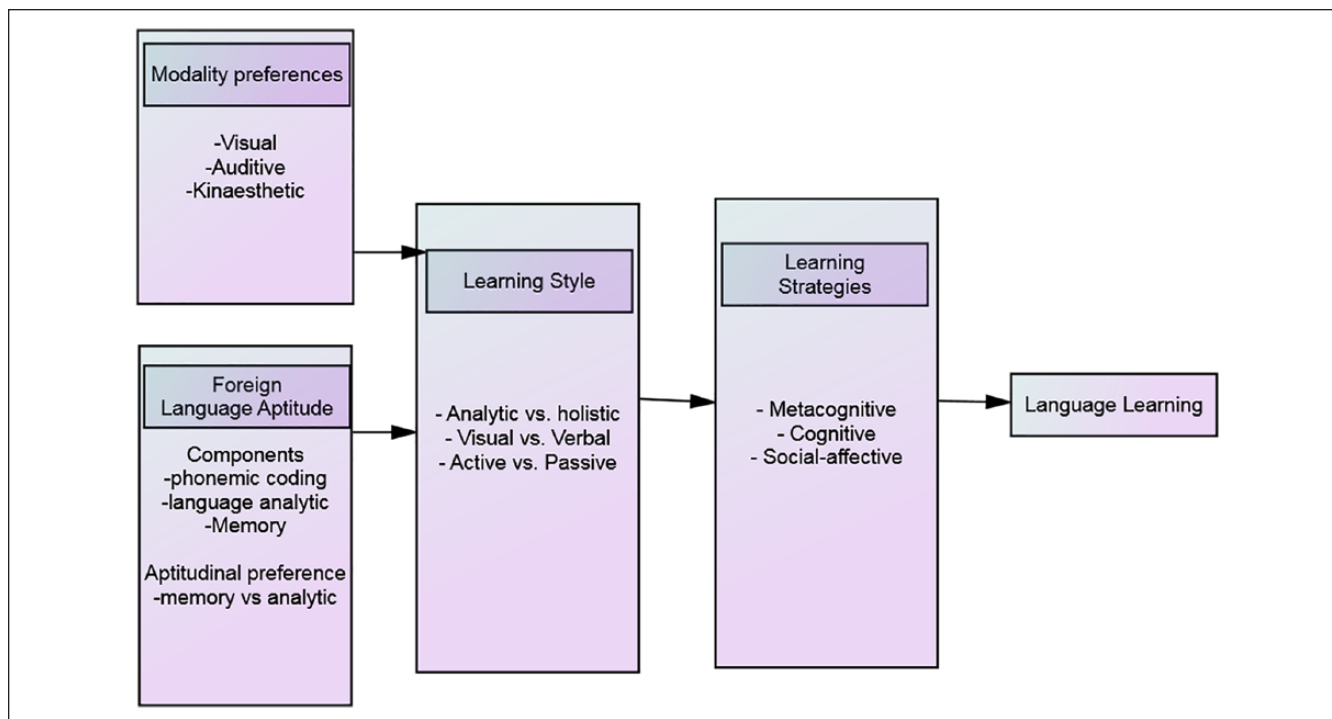 Modality preferences
-Visual
-Auditive
-Kinaesthetic
Foreign
Language Aptitude
Components
-phonemic coding
-language analytic
-Memory
Aptitudinal preference
-memory vs analytic
Learning Style
- Analytic vs. holistic
- Visual vs. Verbal
- Active vs. Passive
Learning
Strategies
- Metacognitive
- Cognitive
- Social-affective
Language Learning